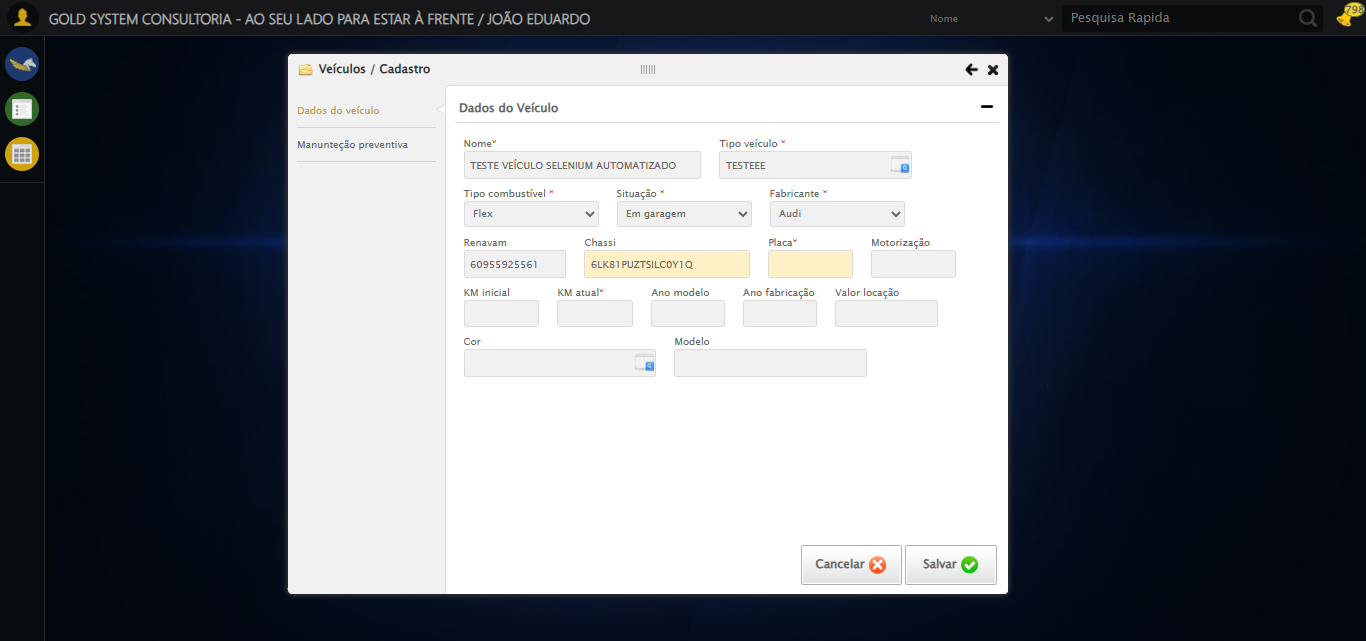 GOLD SYSTEM CONSULTORIA - AO SEU LADO PARA ESTAR À FRENTE / JOÃO EDUARDO
Nome
Pesquisa Rapida
798
Veículos / Cadastro
Dados do veículo
Manunteção preventiva
Dados do Veículo
Nome* Tipo veículo *
TESTE VEÍCULO SELENIUM AUTOMATIZADO TESTEEE
Tipo combustível * Situação * Fabricante *
Flex Em garagem Audi
Renavam Chassi Placa* Motorização
60955925561 6LK81PUZTSILC0Y1Q
KM inicial KM atual* Ano modelo Ano fabricação Valor locação
Cor Modelo
Cancelar Salvar